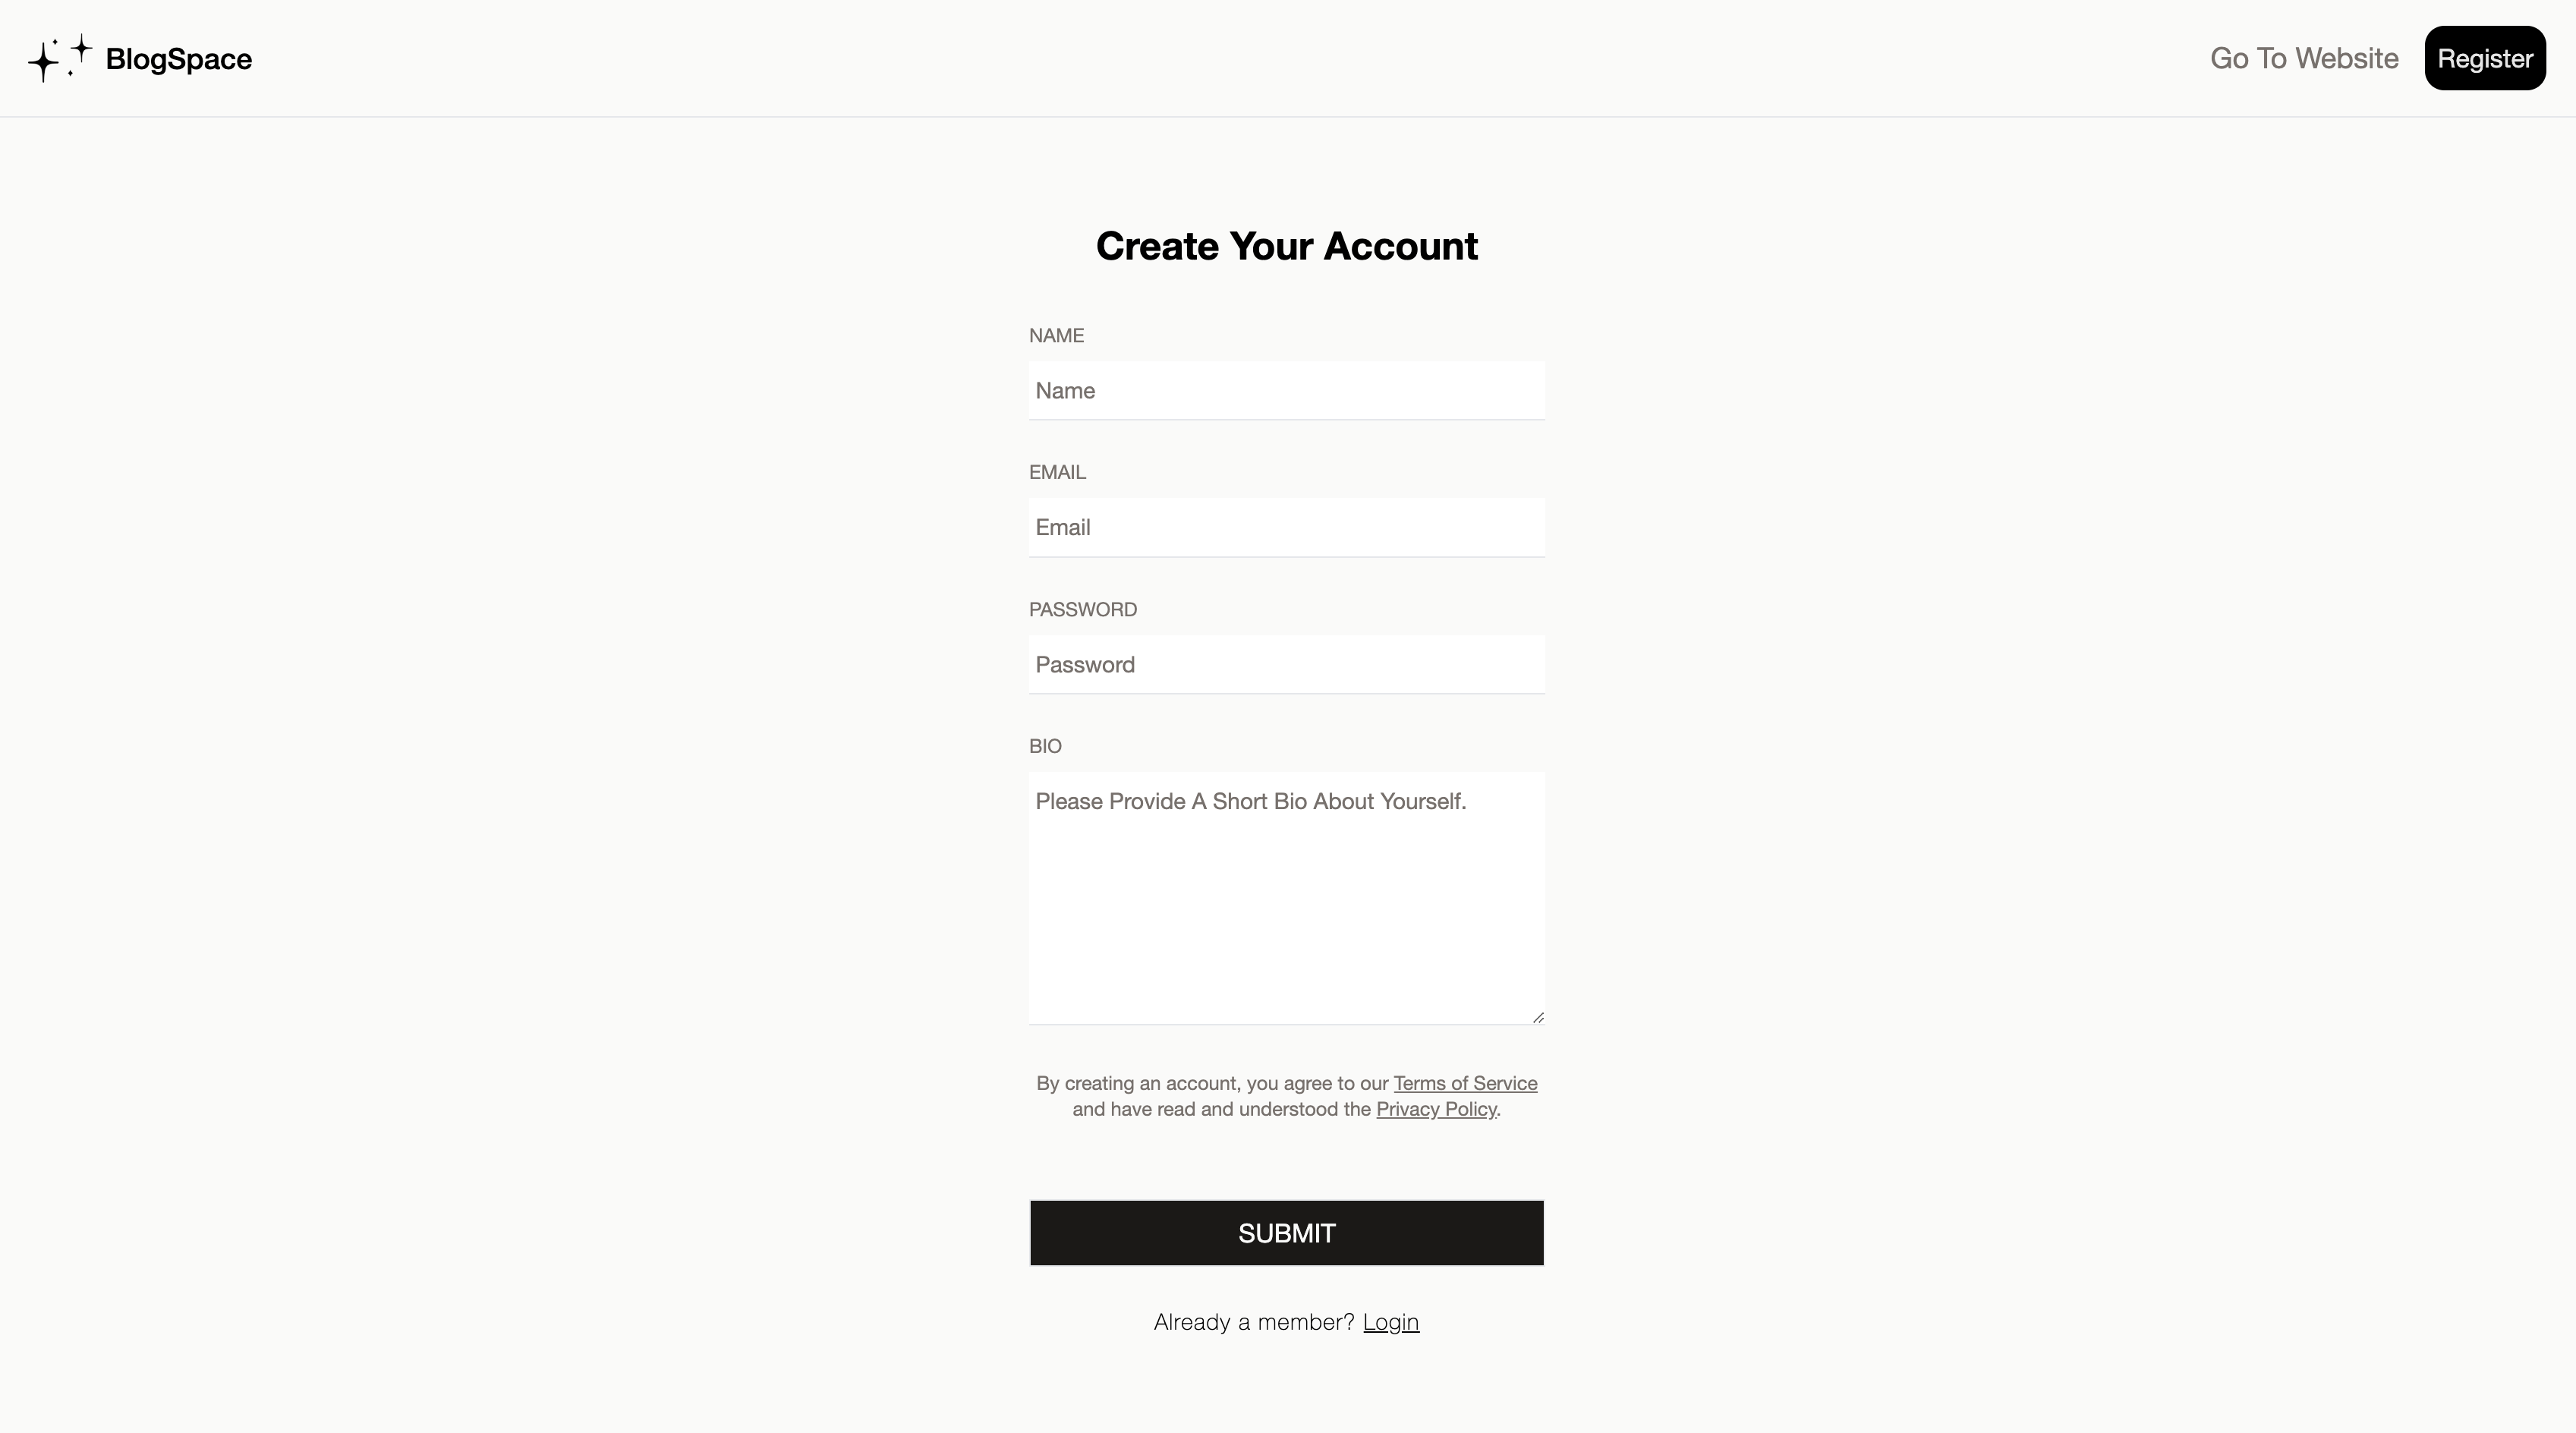 BlogSpace
Go To Website
Register
Create Your Account
NAME
Name
EMAIL
Email
PASSWORD
Password
BIO
Please Provide A Short Bio About Yourself.
By creating an account, you agree to our Terms of Service
and have read and understood the Privacy Policy.
SUBMIT
Already a member? Login